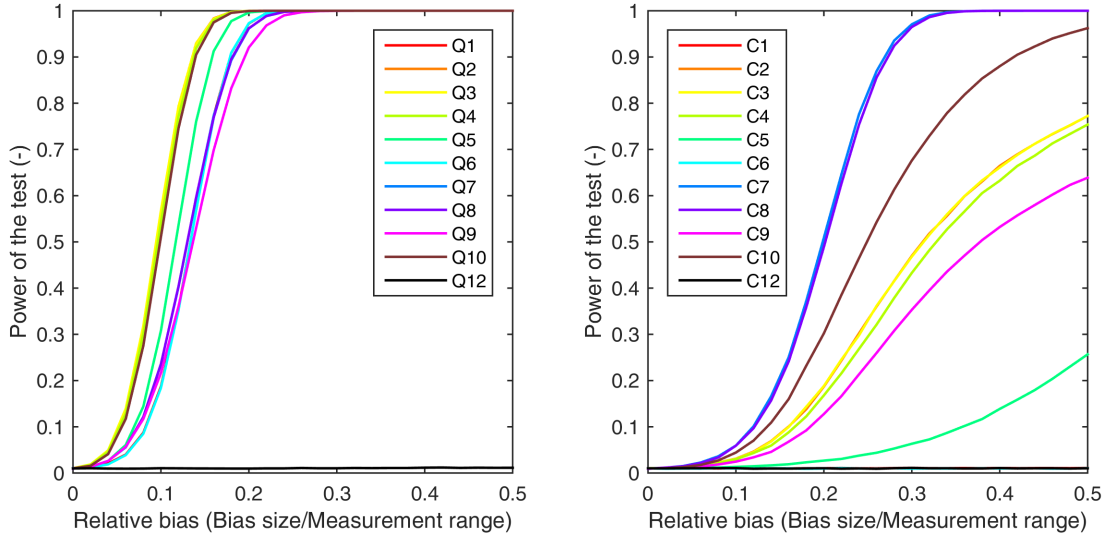 1
0.9
0.8
0.7
0.6
0.5
0.4
0.3
0.2
0.1
0
Power of the test (-)
0 0.1 0.2 0.3 0.4 0.5
Relative bias (Bias size/Measurement range)
Q1
Q2
Q3
Q4
Q5
Q6
Q7
Q8
Q9
Q10
Q12
1
0.9
0.8
0.7
0.6
0.5
0.4
0.3
0.2
0.1
0
Power of the test (-)
0 0.1 0.2 0.3 0.4 0.5
Relative bias (Bias size/Measurement range)
C1
C2
C3
C4
C5
C6
C7
C8
C9
C10
C12